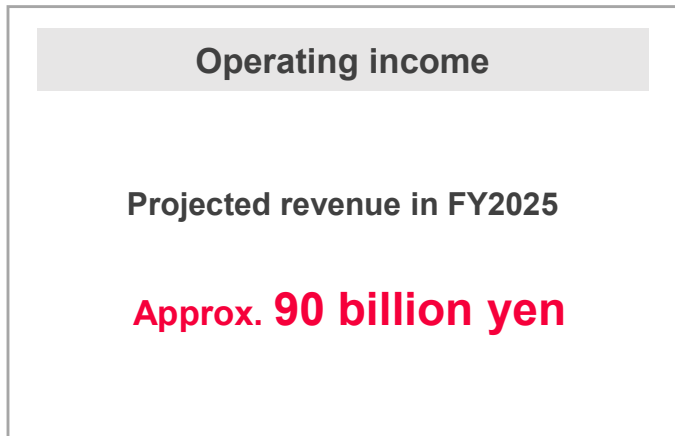 Operating income
Projected revenue in FY2025
Approx. 90 billion yen